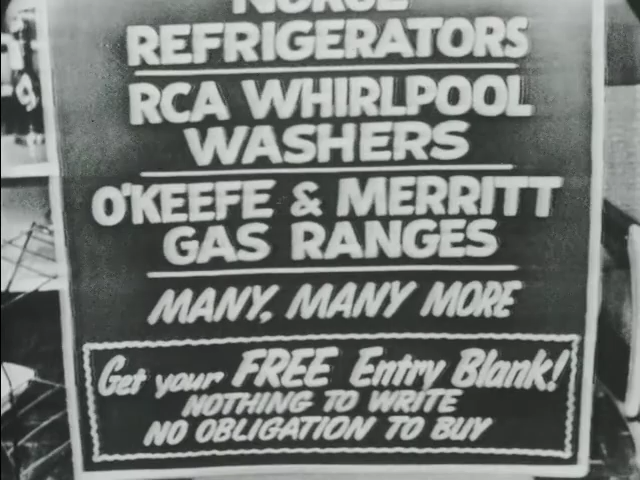 REFRIGERATORS
RCA WHIRLPOOL
WASHERS
O'KEEFE & MERRITT
GAS RANGES
MANY, MANY MORE
Get your FREE Entry Blank!
NOTHING TO WRITE
NO OBLIGATION TO BUY